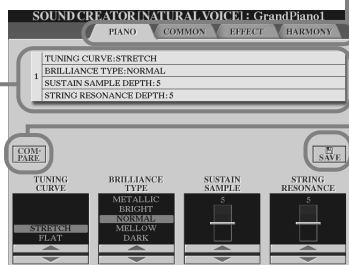 SOUND CREATOR [NATURAL VOICE] : GrandPiano1
PIANO COMMON EFFECT HARMONY
TUNING CURVE:STRETCH
1
BRILLIANCE TYPE:NORMAL
SUSTAIN SAMPLE DEPTH:5
STRING RESONANCE DEPTH:5
COM-
PARE
SAVE
TUNING
CURVE
BRILLIANCE
TYPE
SUSTAIN
SAMPLE
STRING
RESONANCE
STRETCH
FLAT
METALLIC
BRIGHT
NORMAL
MELLOW
DARK
5
5